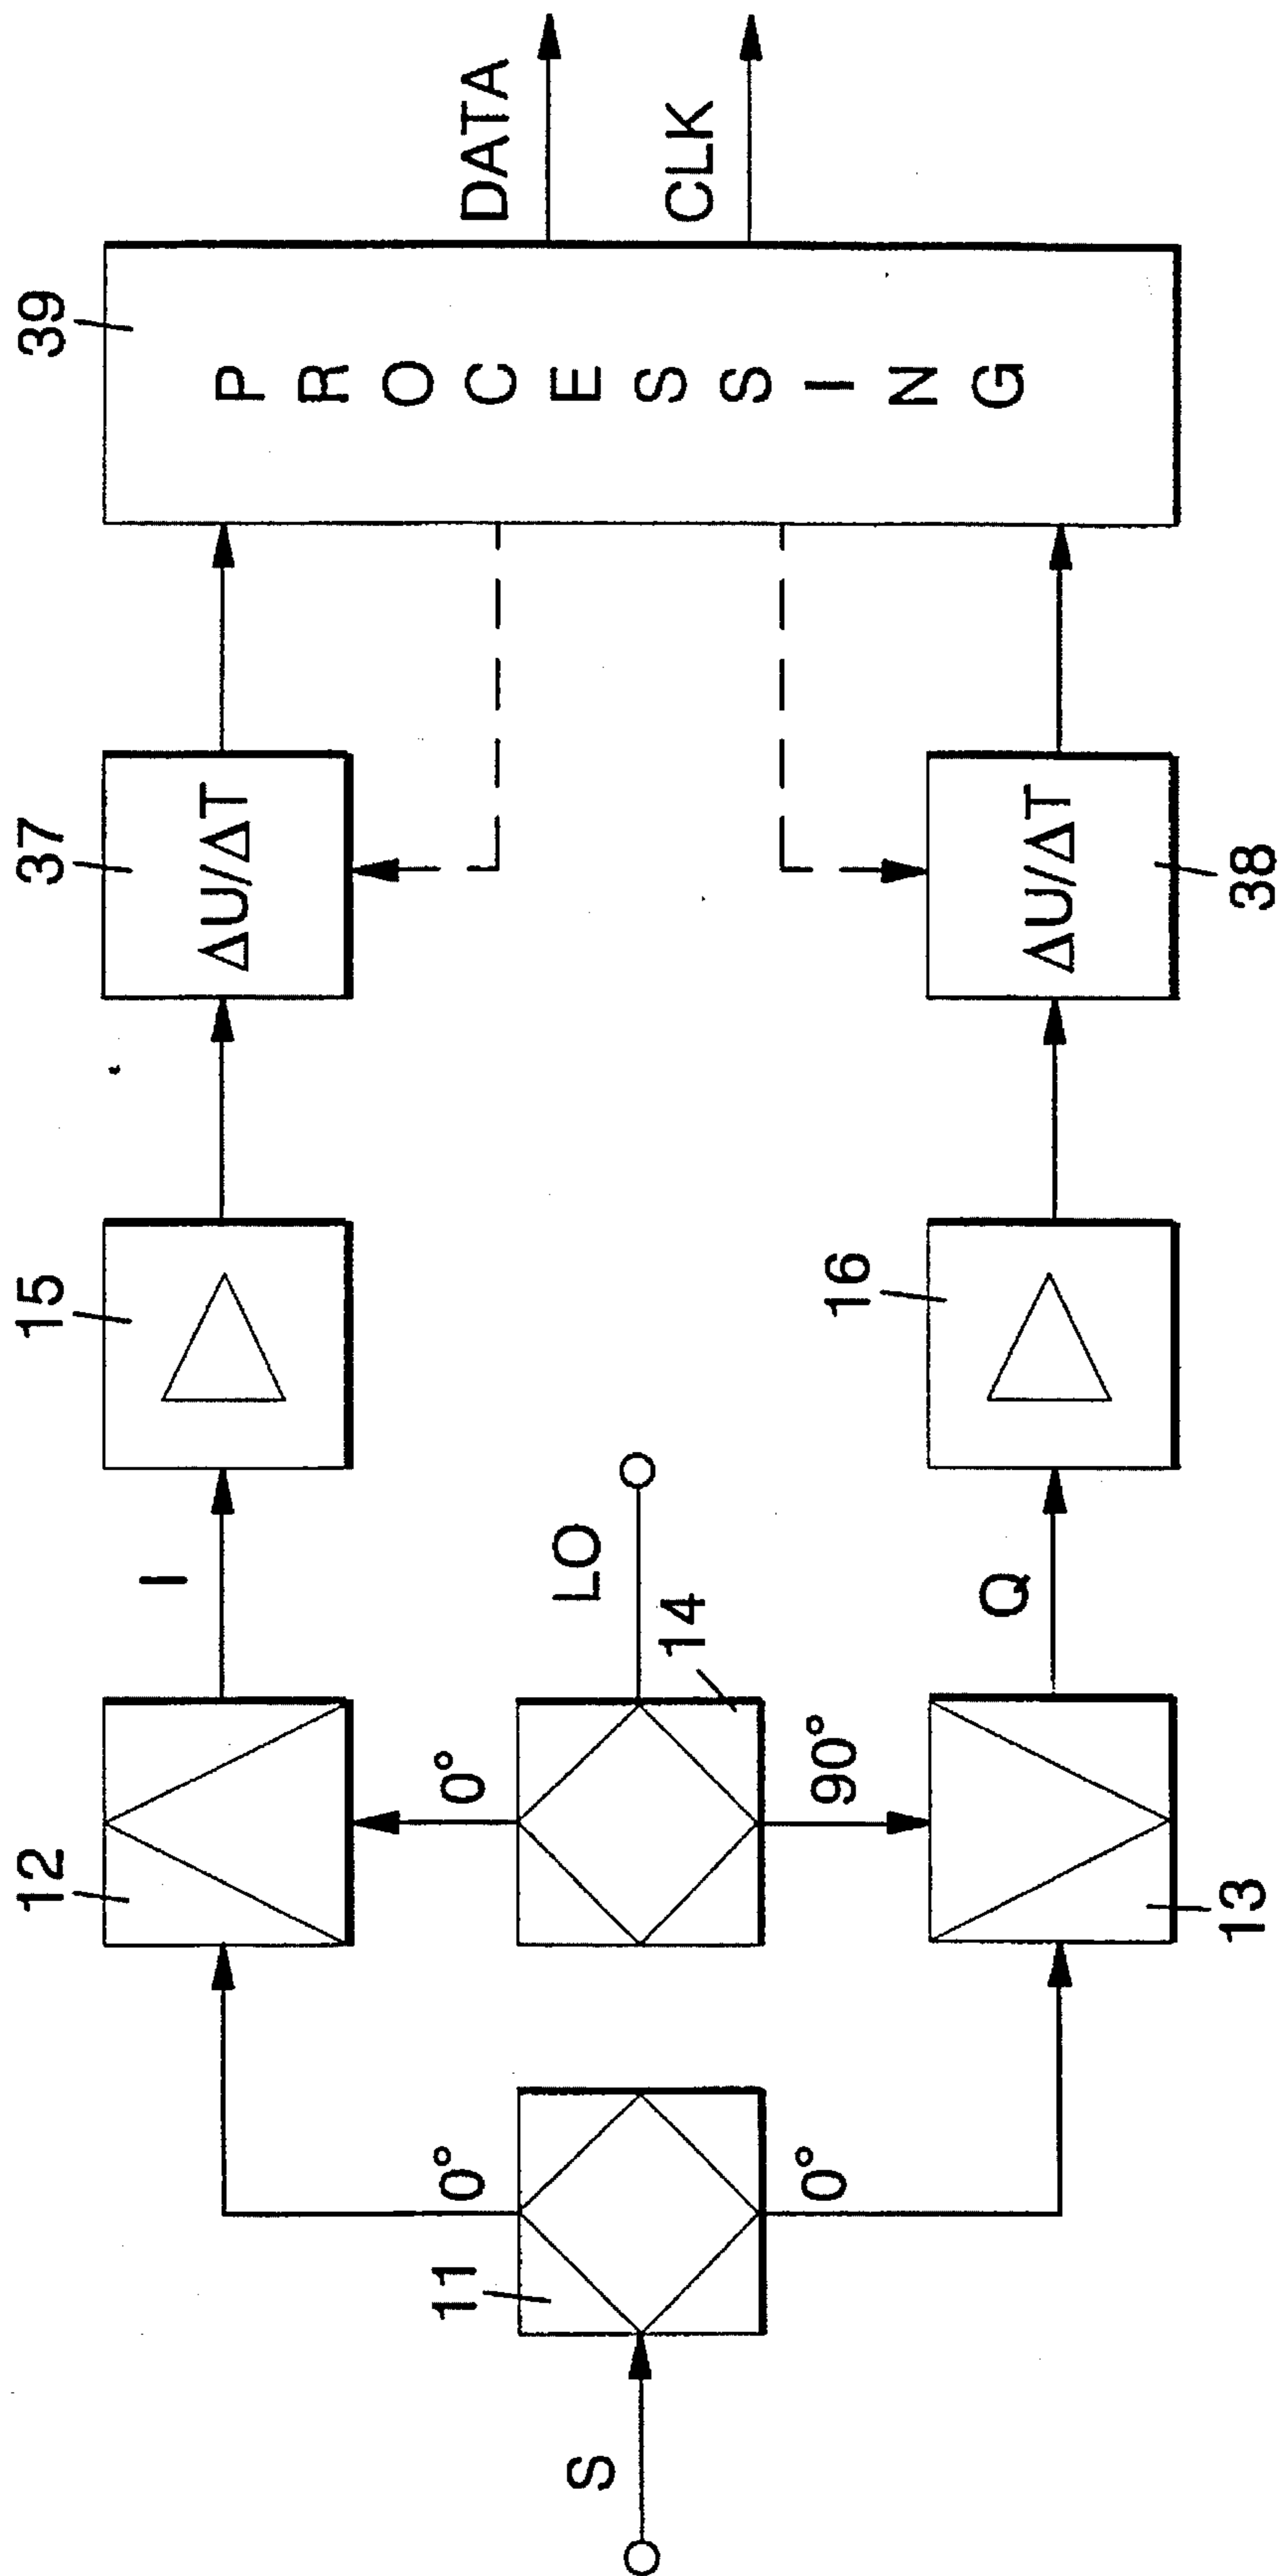 S
11
0°
0°
12
13
14
0°
90°
LO
I
Q
15
16
37
ΔU/ΔT
38
ΔU/ΔT
39
PROCESSING
DATA
CLK